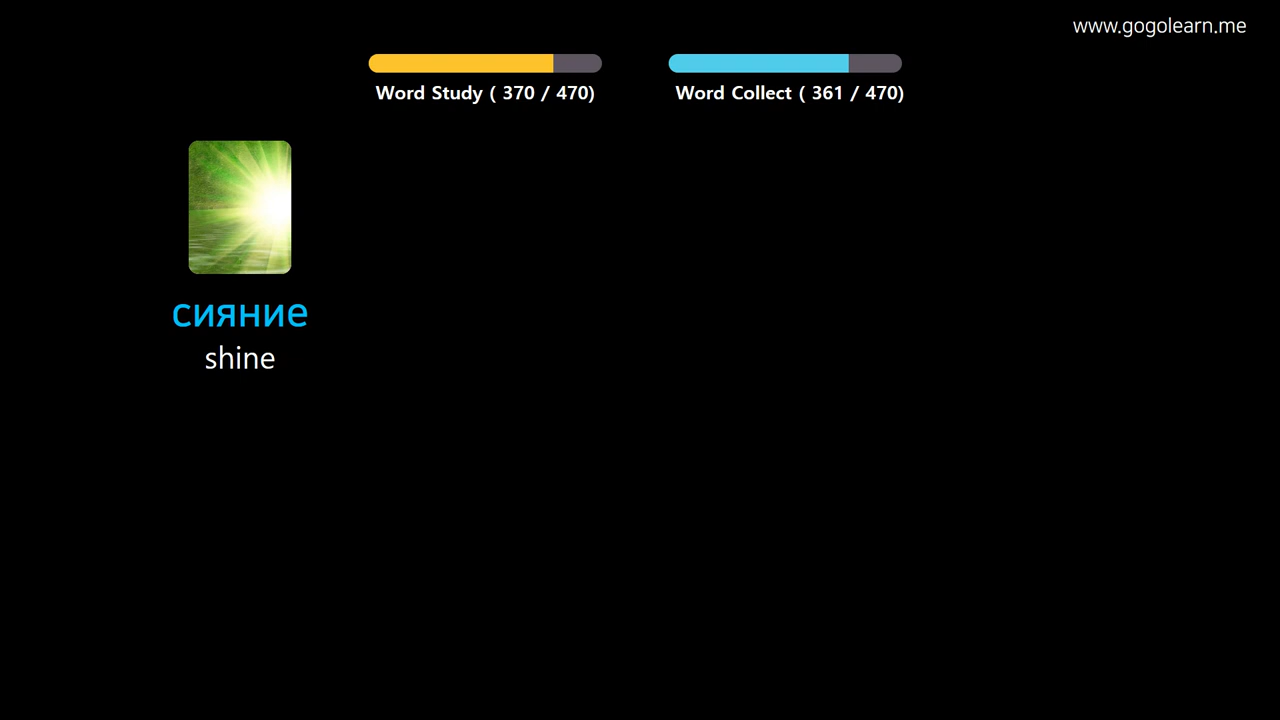 www.gogolearn.me
Word Study ( 370 / 470)
Word Collect ( 361 / 470)
сияние
shine